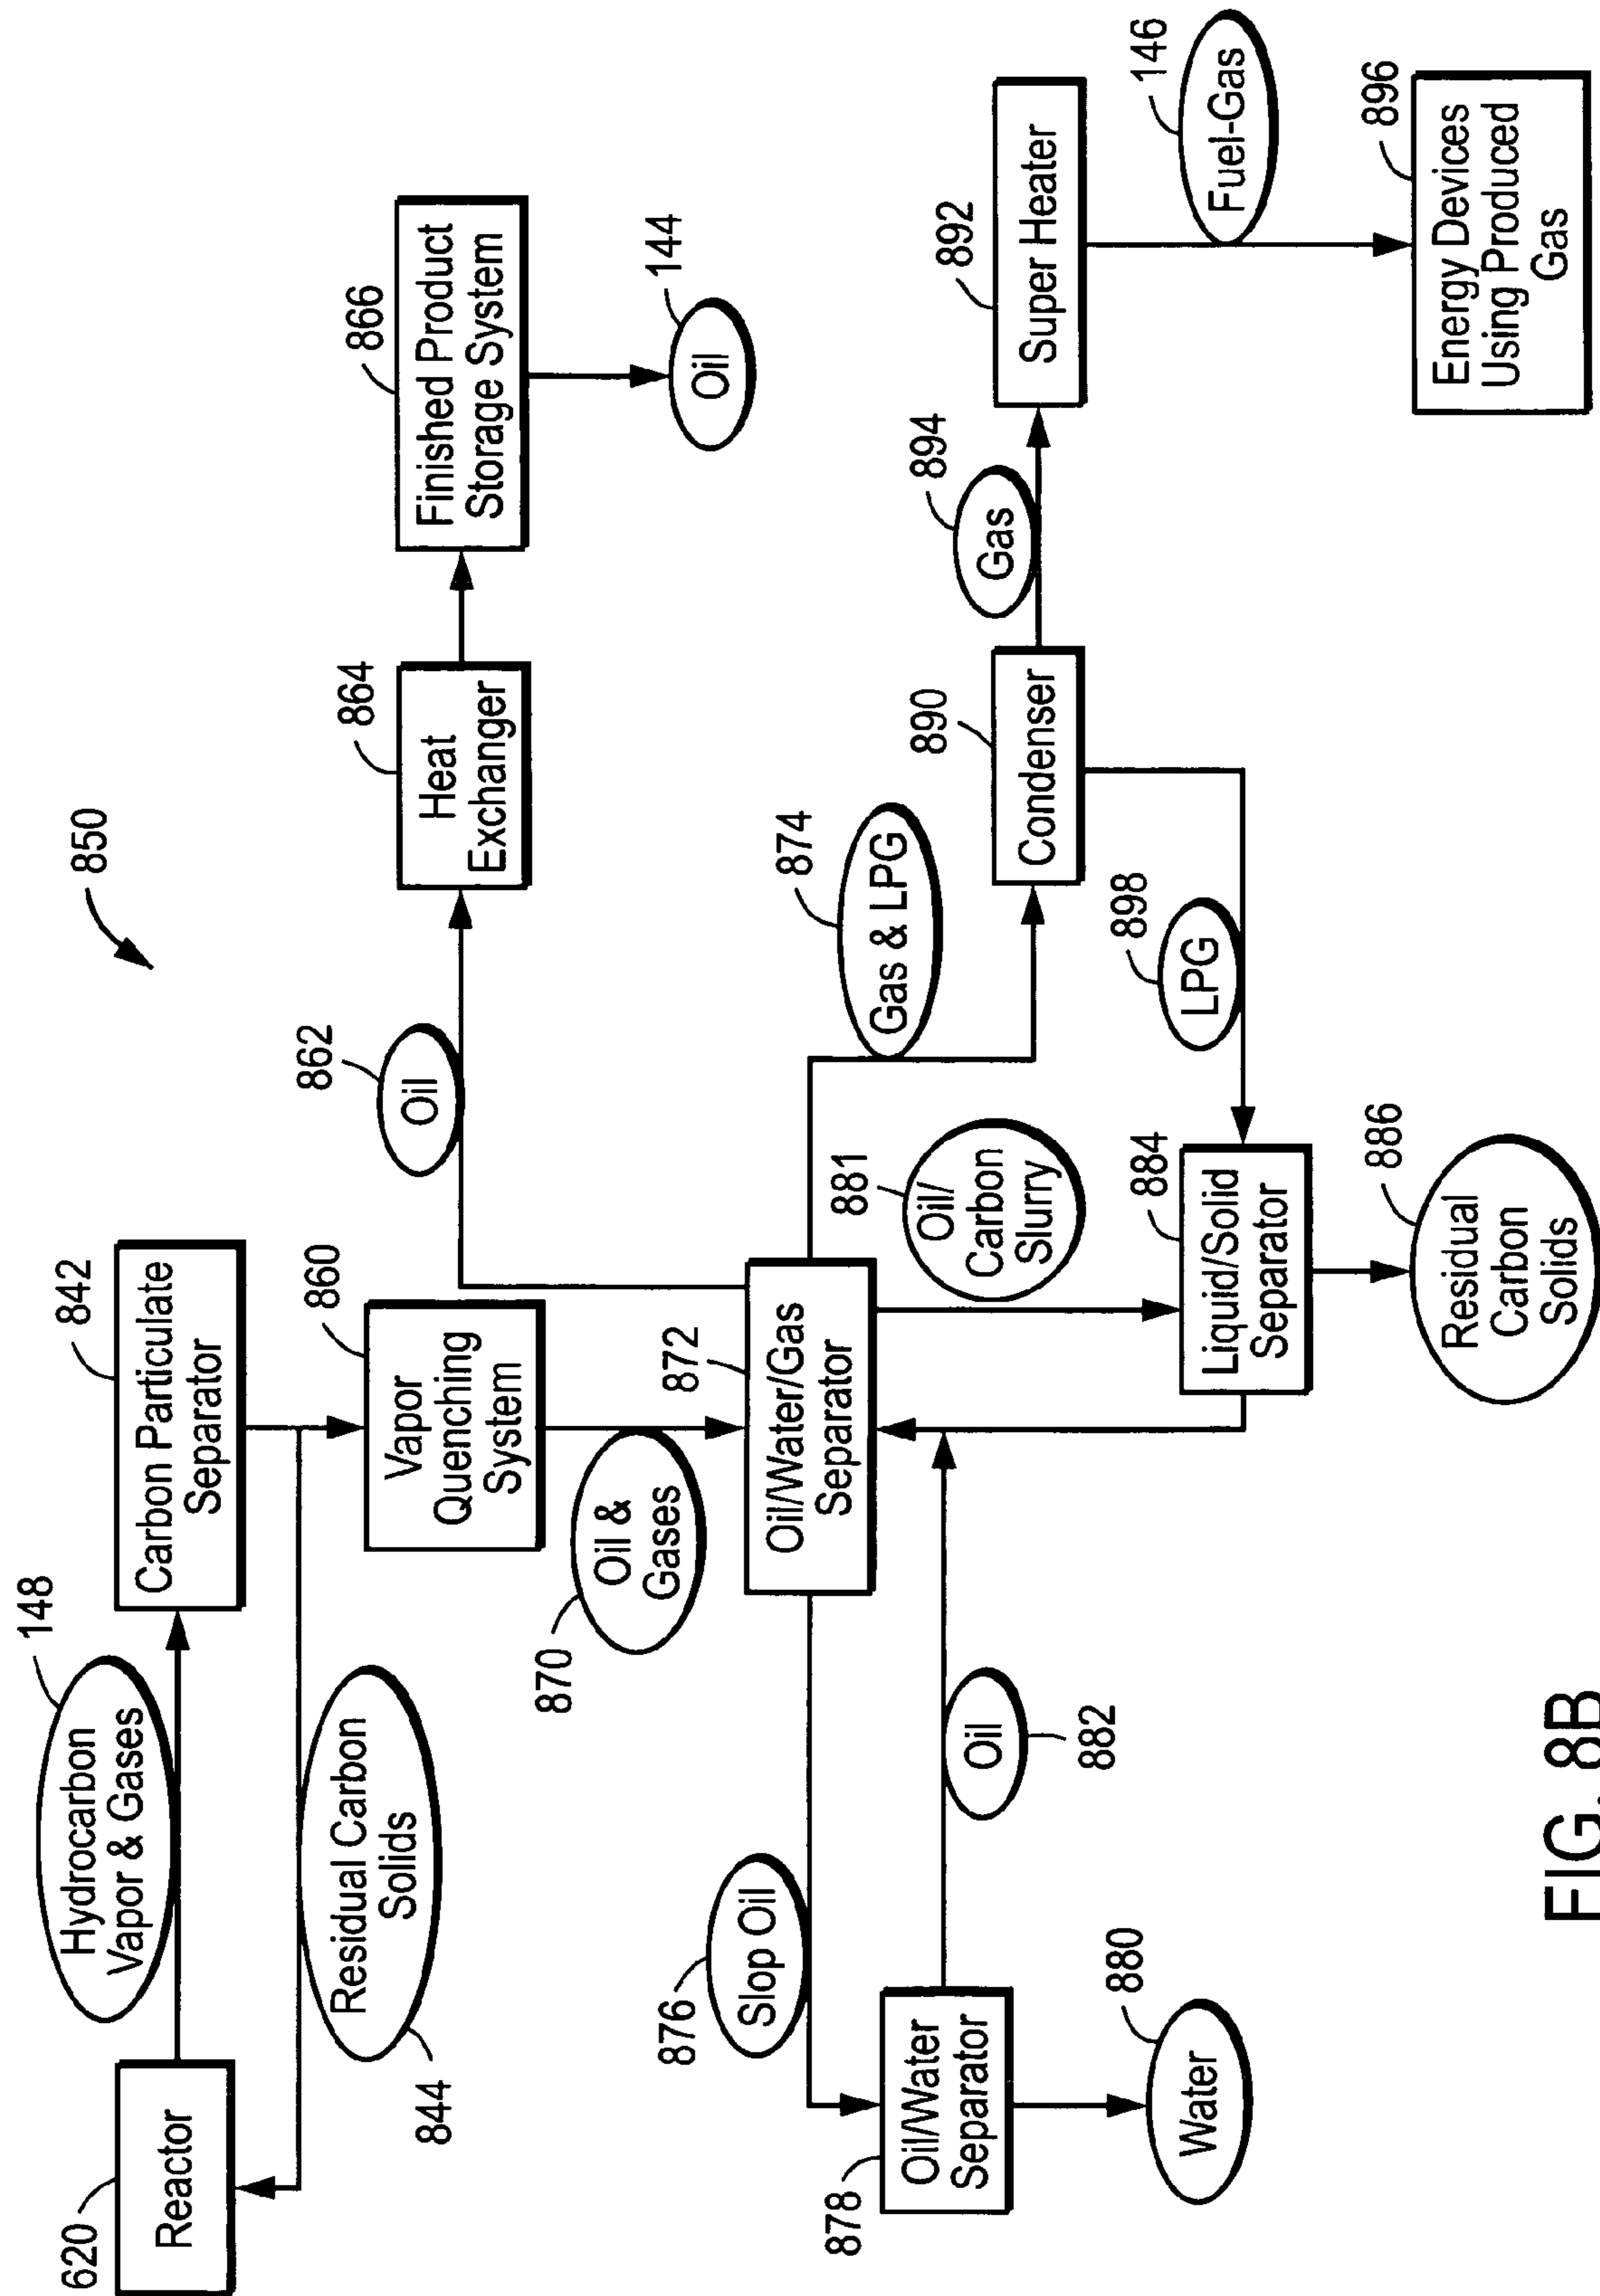 850
620
Reactor
148
Hydrocarbon
Vapor & Gases
842
Carbon Particulate
Separator
Residual Carbon
Solids
844
860
Vapor
Quenching
System
862
Oil
864
Heat
Exchanger
866
Finished Product
Storage System
144
Oil
870
Oil &
Gases
872
Oil/Water/Gas
Separator
874
Gas & LPG
876
Slop Oil
878
Oil/Water
Separator
880
Water
Oil
882
881
Oil/
Carbon
Slurry
884
Liquid/Solid
Separator
886
Residual
Carbon
Solids
898
LPG
890
Condenser
894
Gas
892
Super Heater
146
Fuel-Gas
896
Energy Devices
Using Produced
Gas
FIG. 8B